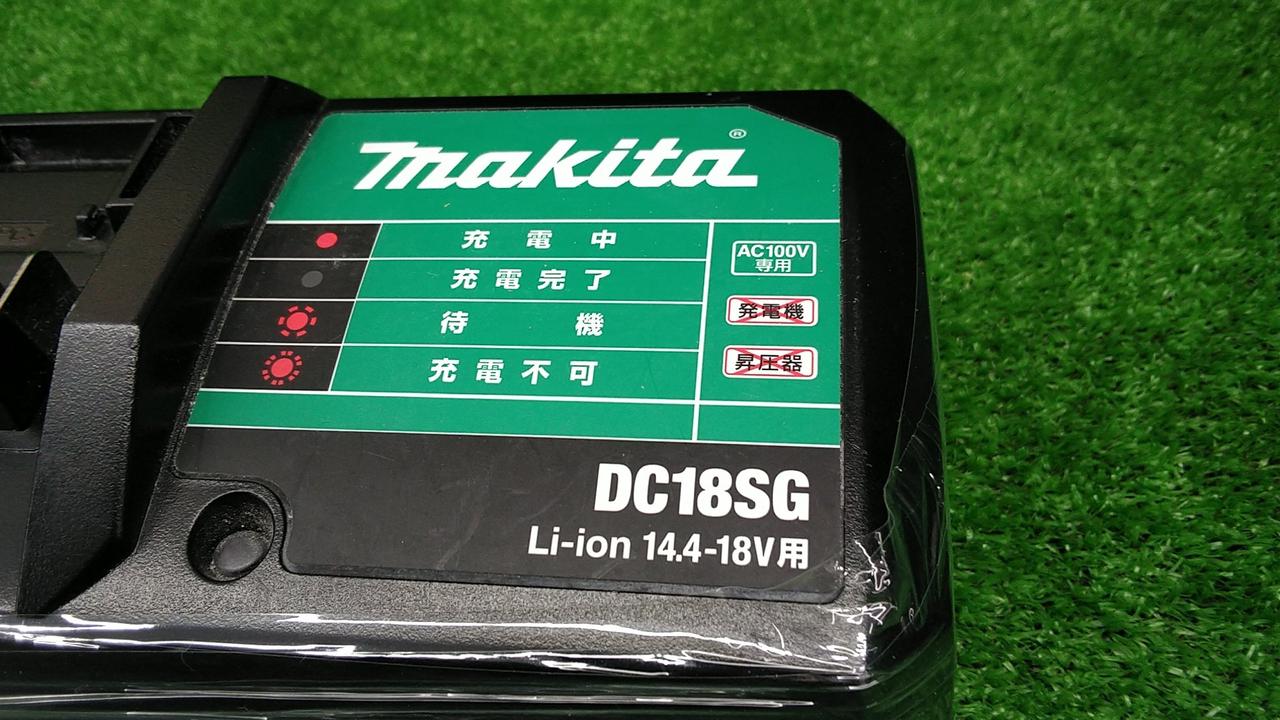 makita®
充電中
充電完了
待機
充電不可
AC100V
専用
発電機
昇圧器
DC18SG
Li-ion 14.4-18V用